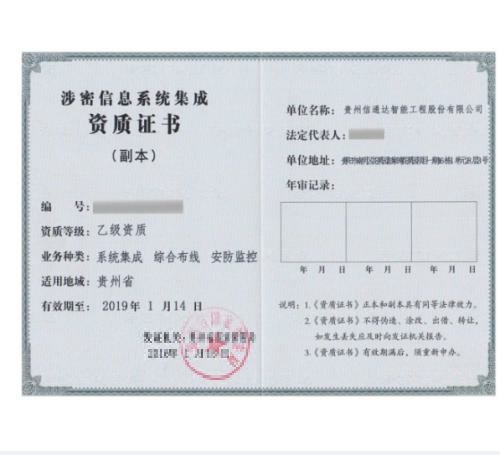 涉密信息系统集成
资质证书
（副本）
编 号：
资质等级：乙级资质
业务种类：系统集成 综合布线 安防监控
适用地域：贵州省
有效期至：2019年 1 月 14 日
发证机关：
2016年 1 月
单位名称：贵州信通达智能工程股份有限公司
法定代表人：
单位地址：
年审记录：
年 月 日 年 月 日 年 月 日
说明：1.《资质证书》正本和副本具有同等法律效力。
2.《资质证书》不得伪造、涂改、出借、转让，
如发生丢失应及时向发证机关报告。
3.《资质证书》有效期满后，须重新申办。